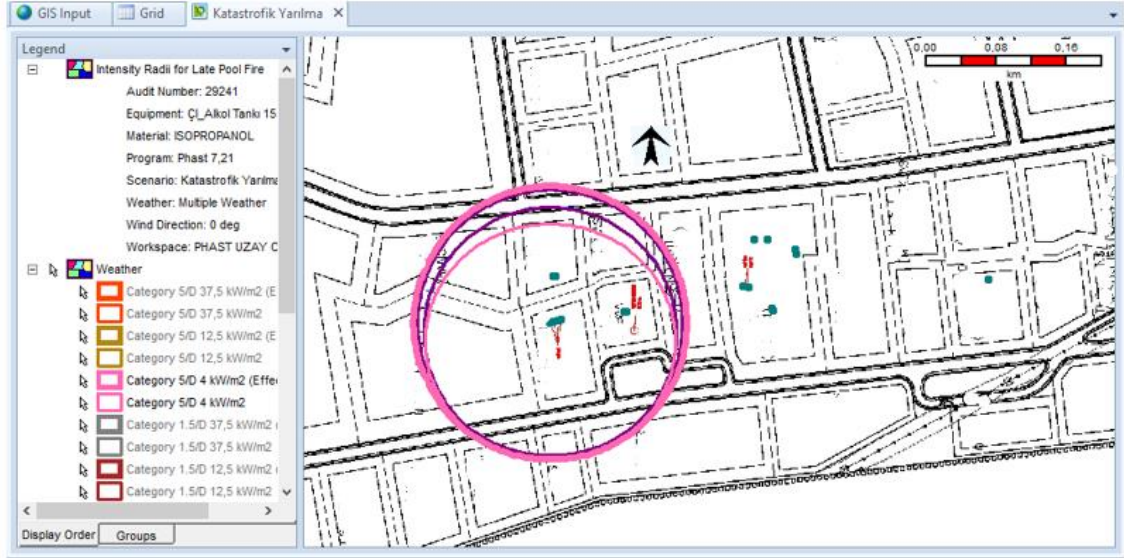 GIS Input Grid Katastrofik Yarılma
Legend
Intensity Radii for Late Pool Fire
Audit Number: 29241
Equipment: Çİ_Alkol Tankı 15
Material: ISOPROPANOL
Program: Phast 7,21
Scenario: Katastrofik Yarılma
Weather: Multiple Weather
Wind Direction: 0 deg
Workspace: PHAST UZAY C
Weather
Category 5/D 37,5 kW/m2 (E
Category 5/D 37,5 kW/m2
Category 5/D 12,5 kW/m2 (E
Category 5/D 12,5 kW/m2
Category 5/D 4 kW/m2 (Effe
Category 5/D 4 kW/m2
Category 1.5/D 37,5 kW/m2 (
Category 1.5/D 37,5 kW/m2
Category 1.5/D 12,5 kW/m2 (
Category 1.5/D 12,5 kW/m2
Display Order Groups
0,00 0,08 0,16
km